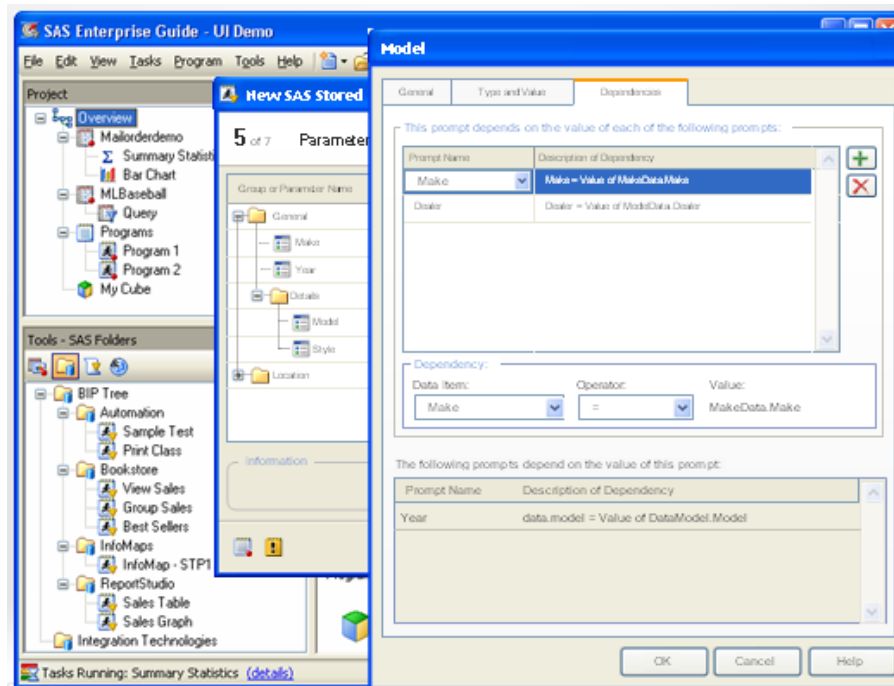 SAS Enterprise Guide - UI Demo
File Edit View Tasks Program Tools Help
Project
Overview
Mailorderdemo
Summary Statisti
Bar Chart
MLBaseball
Query
Programs
Program 1
Program 2
My Cube
Tools - SAS Folders
BIP Tree
Automation
Sample Test
Print Class
Bookstore
View Sales
Group Sales
Best Sellers
InfoMaps
InfoMap - STP1
ReportStudio
Sales Table
Sales Graph
Integration Technologies
Tasks Running: Summary Statistics (details)
New SAS Stored
5 of 7 Parameter
Group or Parameter Name
General
Make
Year
Details
Model
Style
Location
Information
Model
General Type and Value Dependencies
This prompt depends on the value of each of the following prompts:
Prompt Name Description of Dependency
Make Make = Value of MakeData.Make
Dealer Dealer = Value of ModelData.Dealer
Dependency:
Data Item: Operator: Value:
Make = MakeData.Make
The following prompts depend on the value of this prompt:
Prompt Name Description of Dependency
Year data.model = Value of DataModel.Model
OK Cancel Help